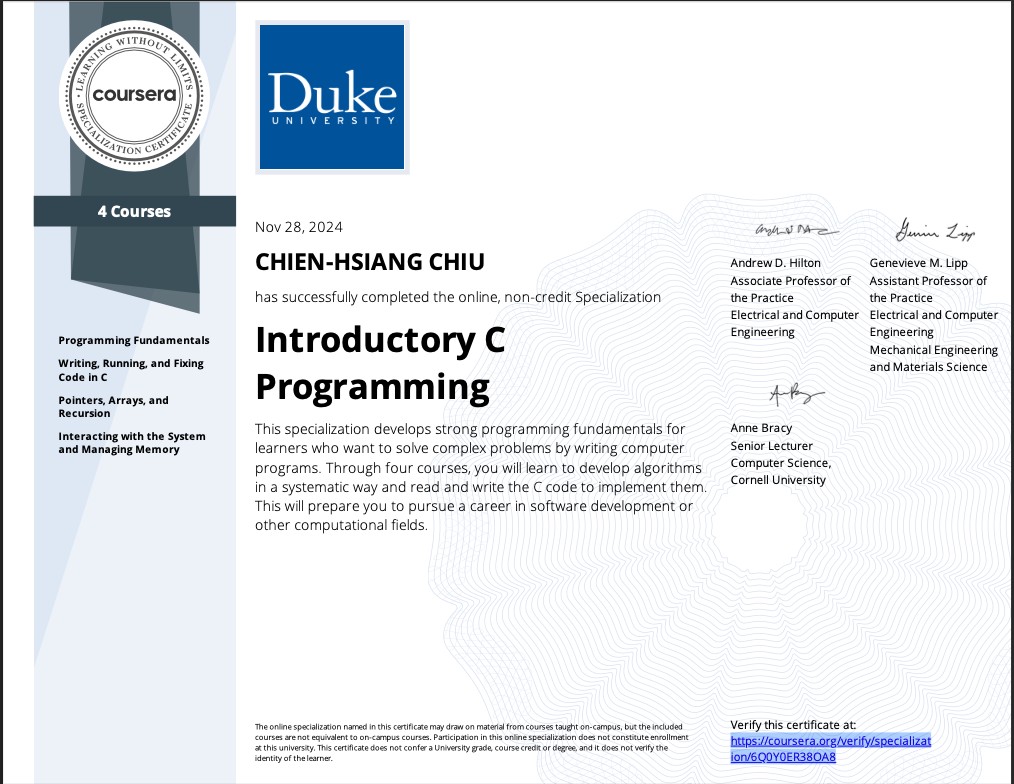 LEARNING WITHOUT LIMITS
coursera
SPECIALIZATION CERTIFICATE
4 Courses
Programming Fundamentals
Writing, Running, and Fixing
Code in C
Pointers, Arrays, and
Recursion
Interacting with the System
and Managing Memory
Duke
UNIVERSITY
Nov 28, 2024
CHIEN-HSIANG CHIU
has successfully completed the online, non-credit Specialization
Introductory C
Programming
This specialization develops strong programming fundamentals for
learners who want to solve complex problems by writing computer
programs. Through four courses, you will learn to develop algorithms
in a systematic way and read and write the C code to implement them.
This will prepare you to pursue a career in software development or
other computational fields.
Andrew D. Hilton
Associate Professor of
the Practice
Electrical and Computer
Engineering
Genevieve M. Lipp
Assistant Professor of
the Practice
Electrical and Computer
Engineering
Mechanical Engineering
and Materials Science
Anne Bracy
Senior Lecturer
Computer Science,
Cornell University
The online specialization named in this certificate may draw on material from courses taught on-campus, but the included
courses are not equivalent to on-campus courses. Participation in this online specialization does not constitute enrollment
at this university. This certificate does not confer a University grade, course credit or degree, and it does not verify the
identity of the learner.
Verify this certificate at:
https://coursera.org/verify/specializat
ion/6Q0Y0ER38OA8